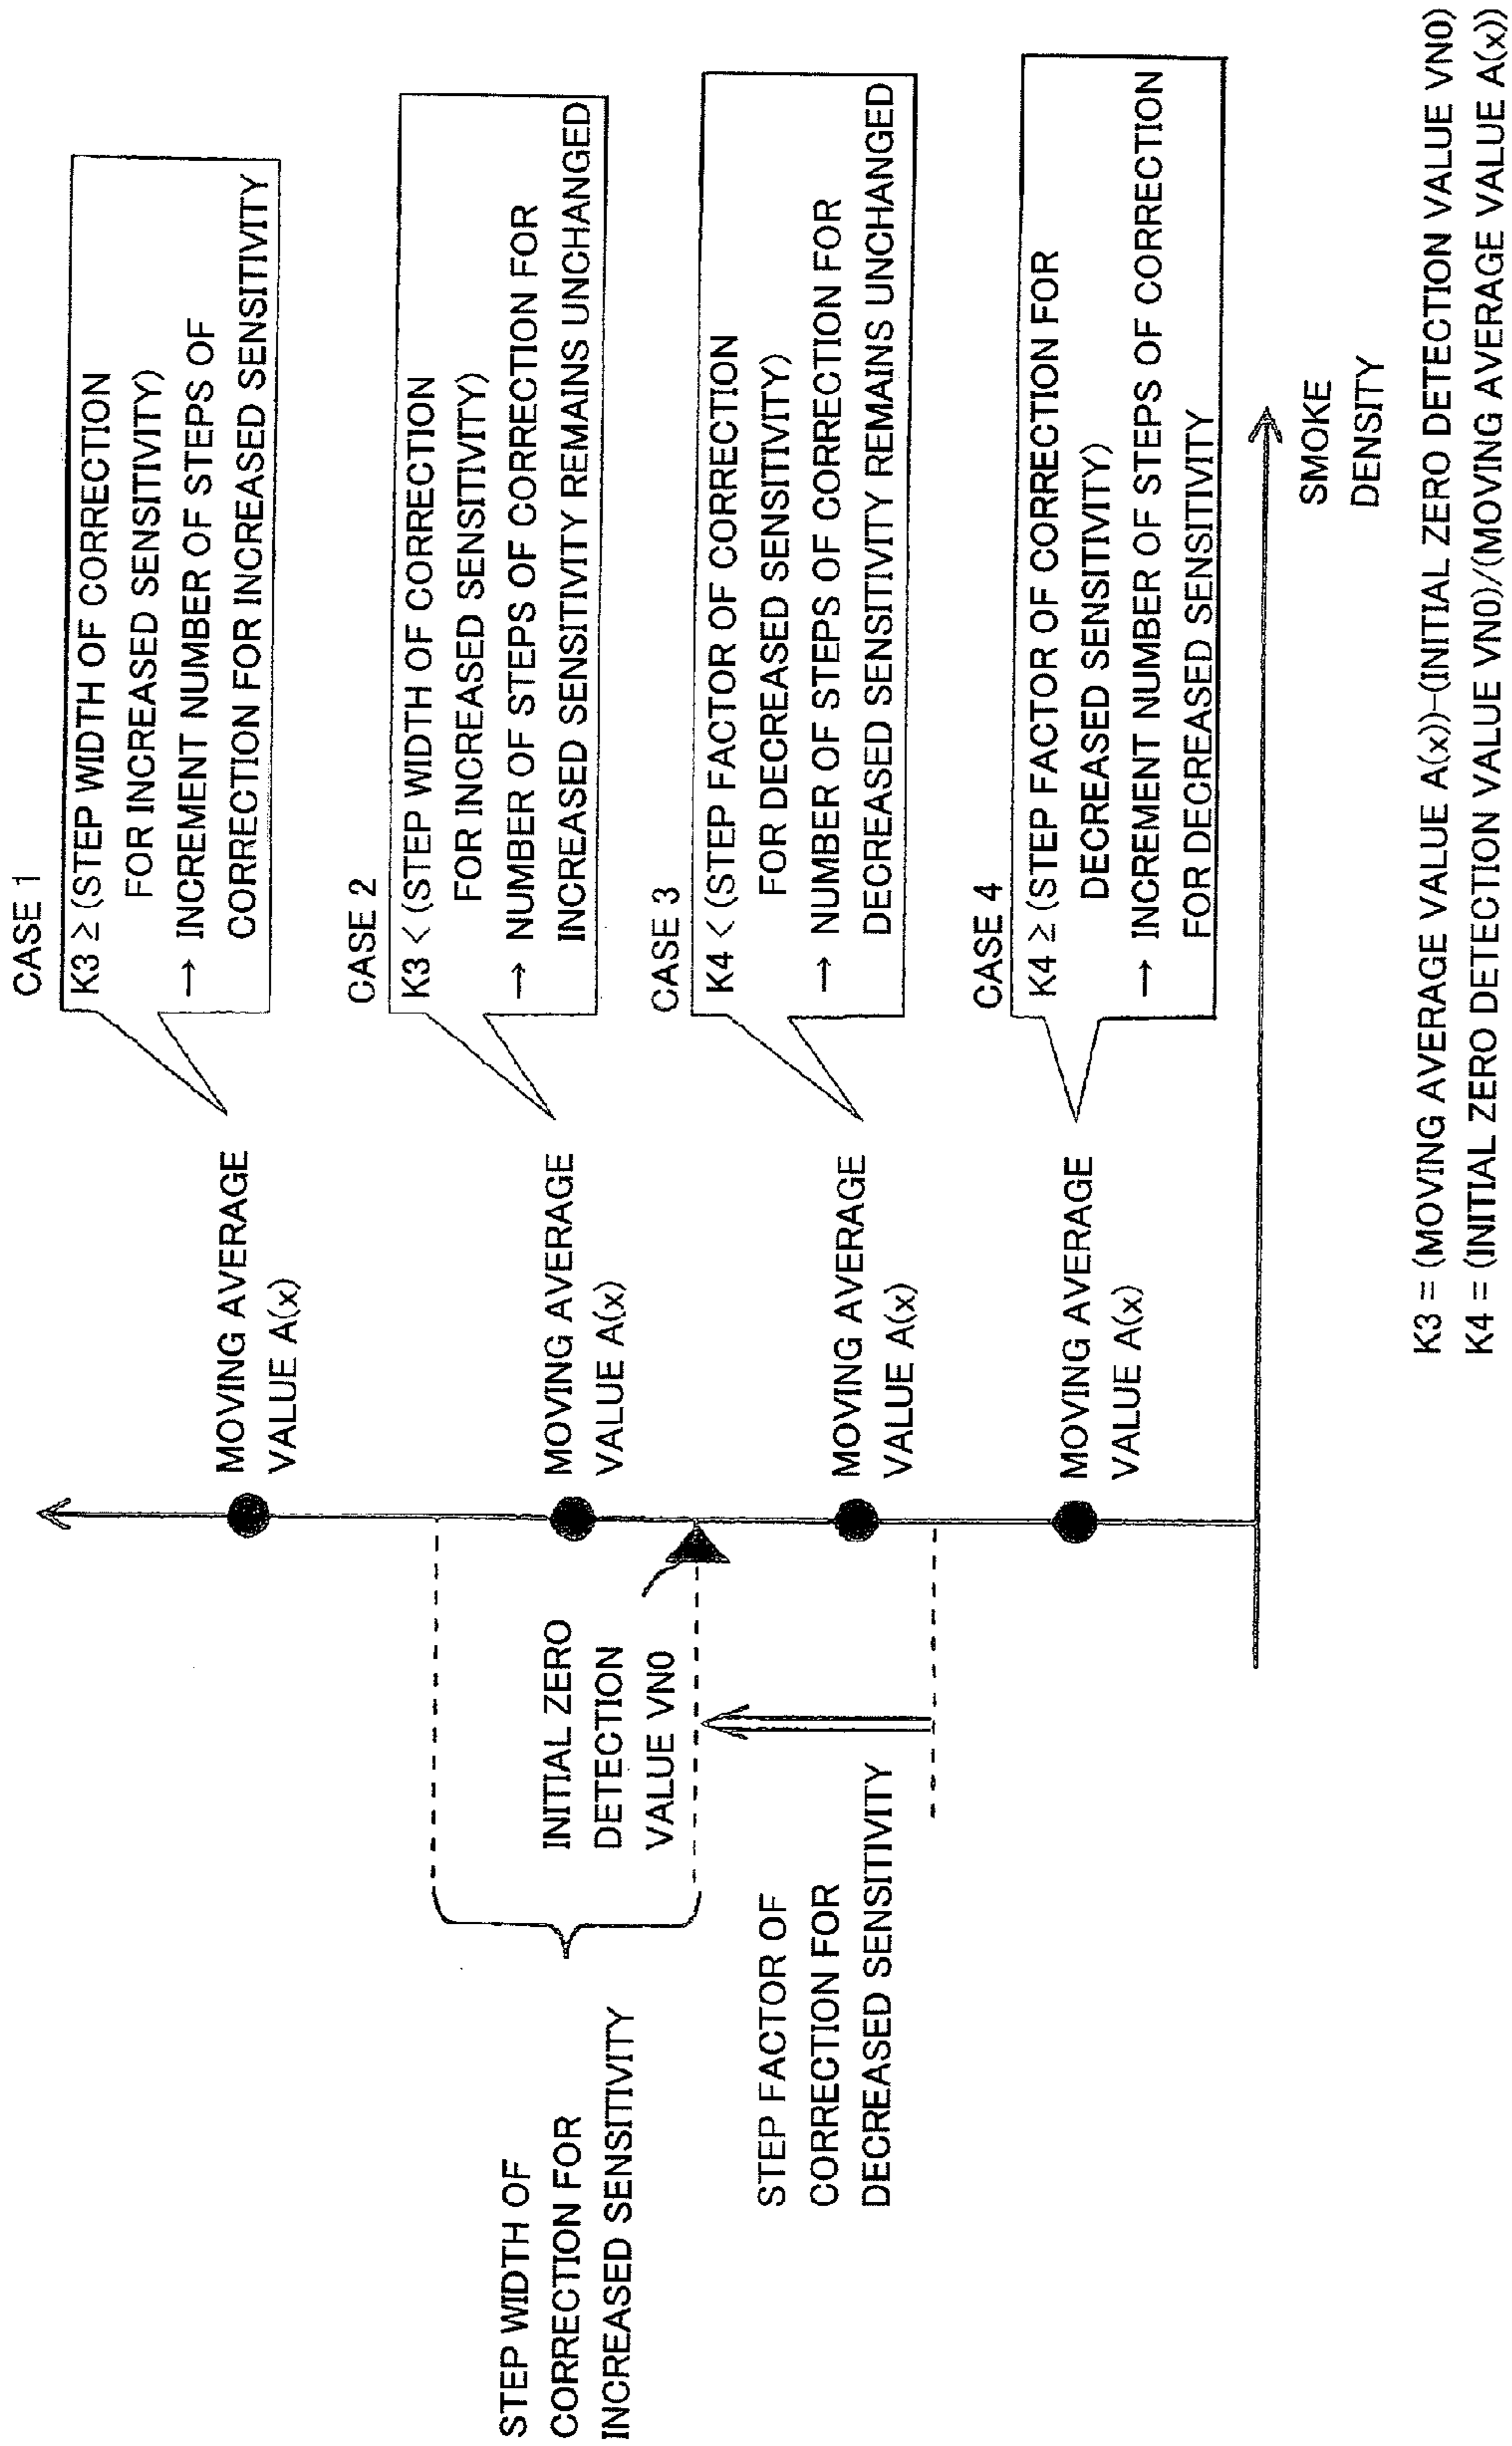 CASE 1
K3 ≥ (STEP WIDTH OF CORRECTION
FOR INCREASED SENSITIVITY)
→ INCREMENT NUMBER OF STEPS OF
CORRECTION FOR INCREASED SENSITIVITY
MOVING AVERAGE
VALUE A(x)
CASE 2
K3 < (STEP WIDTH OF CORRECTION
FOR INCREASED SENSITIVITY)
→ NUMBER OF STEPS OF CORRECTION FOR
INCREASED SENSITIVITY REMAINS UNCHANGED
MOVING AVERAGE
VALUE A(x)
STEP WIDTH OF
CORRECTION FOR
INCREASED SENSITIVITY
INITIAL ZERO
DETECTION
VALUE VN0
CASE 3
K4 < (STEP FACTOR OF CORRECTION
FOR DECREASED SENSITIVITY)
→ NUMBER OF STEPS OF CORRECTION FOR
DECREASED SENSITIVITY REMAINS UNCHANGED
MOVING AVERAGE
VALUE A(x)
STEP FACTOR OF
CORRECTION FOR
DECREASED SENSITIVITY
CASE 4
K4 ≥ (STEP FACTOR OF CORRECTION FOR
DECREASED SENSITIVITY)
→ INCREMENT NUMBER OF STEPS OF CORRECTION
FOR DECREASED SENSITIVITY
MOVING AVERAGE
VALUE A(x)
SMOKE
DENSITY
K3 = (MOVING AVERAGE VALUE A(x))-(INITIAL ZERO DETECTION VALUE VN0)
K4 = (INITIAL ZERO DETECTION VALUE VN0)/(MOVING AVERAGE VALUE A(x))